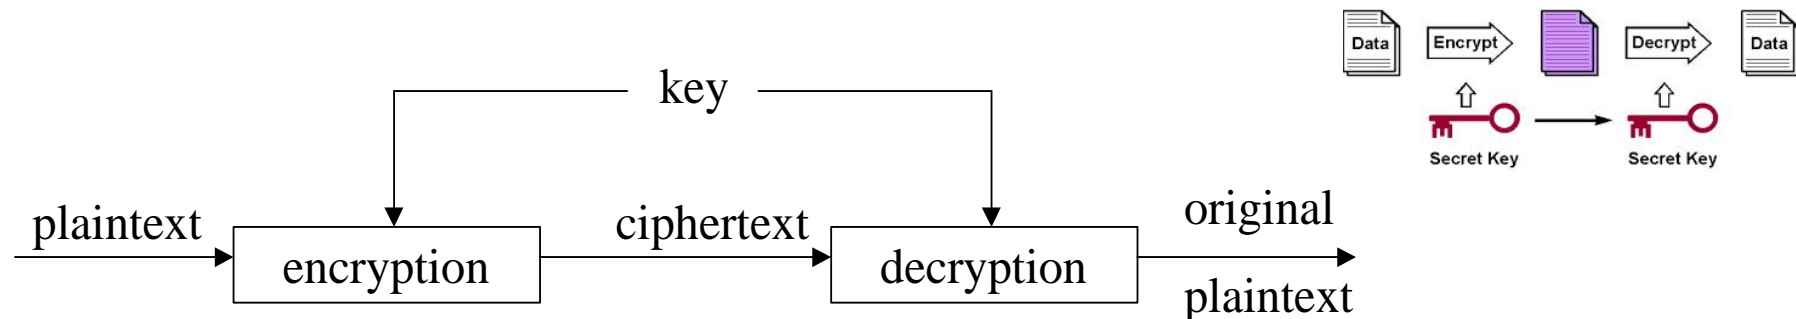 Data
Encrypt
Decrypt
Data
Secret Key
Secret Key
key
plaintext
encryption
ciphertext
decryption
original
plaintext